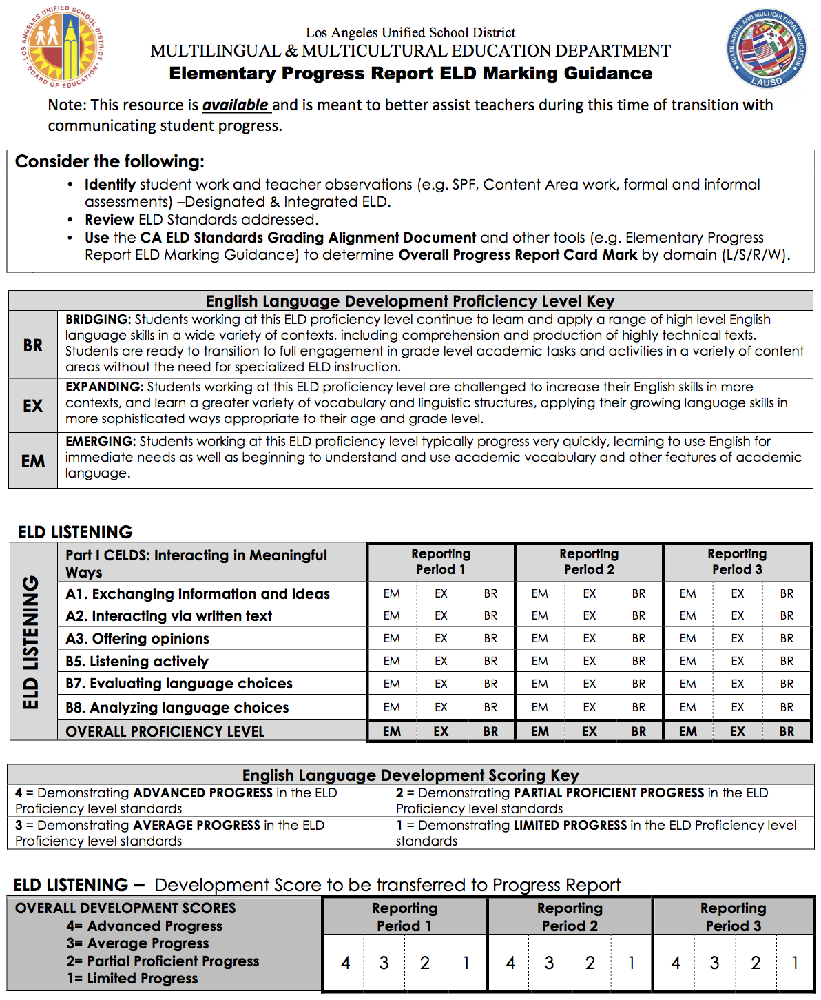 LOS ANGELES UNIFIED SCHOOL DISTRICT
BOARD OF EDUCATION
MULTILINGUAL AND MULTICULTURAL EDUCATION
LAUSD
Los Angeles Unified School District
MULTILINGUAL & MULTICULTURAL EDUCATION DEPARTMENT
Elementary Progress Report ELD Marking Guidance
Note: This resource is available and is meant to better assist teachers during this time of transition with
communicating student progress.
Consider the following:
• Identify student work and teacher observations (e.g. SPF, Content Area work, formal and informal
assessments) –Designated & Integrated ELD.
• Review ELD Standards addressed.
• Use the CA ELD Standards Grading Alignment Document and other tools (e.g. Elementary Progress
Report ELD Marking Guidance) to determine Overall Progress Report Card Mark by domain (L/S/R/W).
English Language Development Proficiency Level Key
BR
BRIDGING: Students working at this ELD proficiency level continue to learn and apply a range of high level English
language skills in a wide variety of contexts, including comprehension and production of highly technical texts.
Students are ready to transition to full engagement in grade level academic tasks and activities in a variety of content
areas without the need for specialized ELD instruction.
EX
EXPANDING: Students working at this ELD proficiency level are challenged to increase their English skills in more
contexts, and learn a greater variety of vocabulary and linguistic structures, applying their growing language skills in
more sophisticated ways appropriate to their age and grade level.
EM
EMERGING: Students working at this ELD proficiency level typically progress very quickly, learning to use English for
immediate needs as well as beginning to understand and use academic vocabulary and other features of academic
language.
ELD LISTENING
ELD LISTENING
Part I CELDS: Interacting in Meaningful
Ways
Reporting
Period 1
Reporting
Period 2
Reporting
Period 3
A1. Exchanging information and ideas EM EX BR EM EX BR EM EX BR
A2. Interacting via written text EM EX BR EM EX BR EM EX BR
A3. Offering opinions EM EX BR EM EX BR EM EX BR
B5. Listening actively EM EX BR EM EX BR EM EX BR
B7. Evaluating language choices EM EX BR EM EX BR EM EX BR
B8. Analyzing language choices EM EX BR EM EX BR EM EX BR
OVERALL PROFICIENCY LEVEL EM EX BR EM EX BR EM EX BR
English Language Development Scoring Key
4 = Demonstrating ADVANCED PROGRESS in the ELD
Proficiency level standards
2 = Demonstrating PARTIAL PROFICIENT PROGRESS in the ELD
Proficiency level standards
3 = Demonstrating AVERAGE PROGRESS in the ELD
Proficiency level standards
1 = Demonstrating LIMITED PROGRESS in the ELD Proficiency level
standards
ELD LISTENING – Development Score to be transferred to Progress Report
OVERALL DEVELOPMENT SCORES
4= Advanced Progress
3= Average Progress
2= Partial Proficient Progress
1= Limited Progress
Reporting
Period 1
Reporting
Period 2
Reporting
Period 3
4 3 2 1 4 3 2 1 4 3 2 1